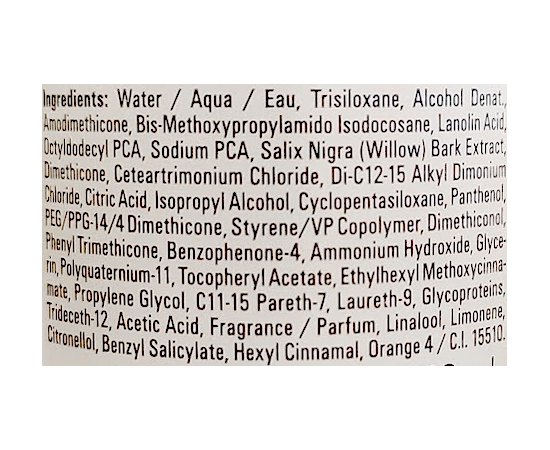 Ingredients: Water / Aqua / Eau, Trisiloxane, Alcohol Denat.,
Amodimethicone, Bis-Methoxypropylamido Isodocosane, Lanolin Acid,
Octyldodecyl PCA, Sodium PCA, Salix Nigra (Willow) Bark Extract,
Dimethicone, Ceteartrimonium Chloride, Di-C12-15 Alkyl Dimonium
Chloride, Citric Acid, Isopropyl Alcohol, Cyclopentasiloxane, Panthenol,
PEG/PPG-14/4 Dimethicone, Styrene/VP Copolymer, Dimethiconol,
Phenyl Trimethicone, Benzophenone-4, Ammonium Hydroxide, Glyce-
rin, Polyquaternium-11, Tocopheryl Acetate, Ethylhexyl Methoxycinna-
mate, Propylene Glycol, C11-15 Pareth-7, Laureth-9, Glycoproteins,
Trideceth-12, Acetic Acid, Fragrance / Parfum, Linalool, Limonene,
Citronellol, Benzyl Salicylate, Hexyl Cinnamal, Orange 4 / C.I. 15510.